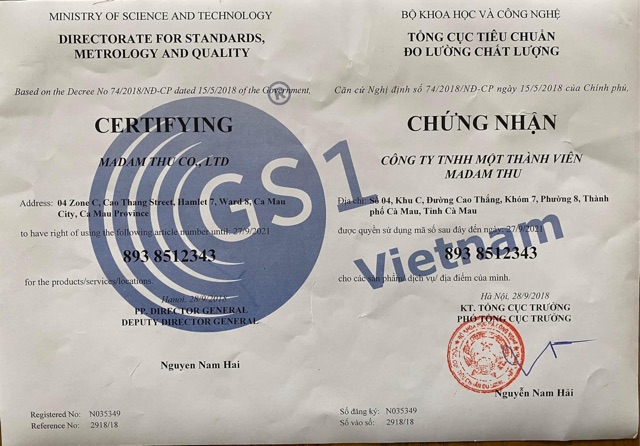 MINISTRY OF SCIENCE AND TECHNOLOGY
DIRECTORATE FOR STANDARDS,
METROLOGY AND QUALITY
Based on the Decree No 74/2018/NĐ-CP dated 15/5/2018 of the Government,
CERTIFYING
MADAM THU CO., LTD
Address: 04 Zone C, Cao Thang Street, Hamlet 7, Ward 8, Ca Mau
City, Ca Mau Province
to have right of using the following article number until: 27/9/2021
893 8512343
for the products/services/locations.
Hanoi, 28/9/2018
PP. DIRECTOR GENERAL
DEPUTY DIRECTOR GENERAL
Nguyen Nam Hai
Registered No: N035349
Reference No: 2918/18
BỘ KHOA HỌC VÀ CÔNG NGHỆ
TỔNG CỤC TIÊU CHUẨN
ĐO LƯỜNG CHẤT LƯỢNG
Căn cứ Nghị định số 74/2018/NĐ-CP ngày 15/5/2018 của Chính phủ,
CHỨNG NHẬN
CÔNG TY TNHH MỘT THÀNH VIÊN
MADAM THU
Địa chỉ: Số 04, Khu C, Đường Cao Thắng, Khóm 7, Phường 8, Thành
phố Cà Mau, Tỉnh Cà Mau
được quyền sử dụng mã số sau đây đến ngày: 27/9/2021
893 8512343
cho các sản phẩm/ dịch vụ/ địa điểm của mình.
Hà Nội, 28/9/2018
KT. TỔNG CỤC TRƯỞNG
PHÓ TỔNG CỤC TRƯỞNG
Nguyễn Nam Hải
Số đăng ký: N035349
Số vào sổ: 2918/18
GS1
®
Vietnam